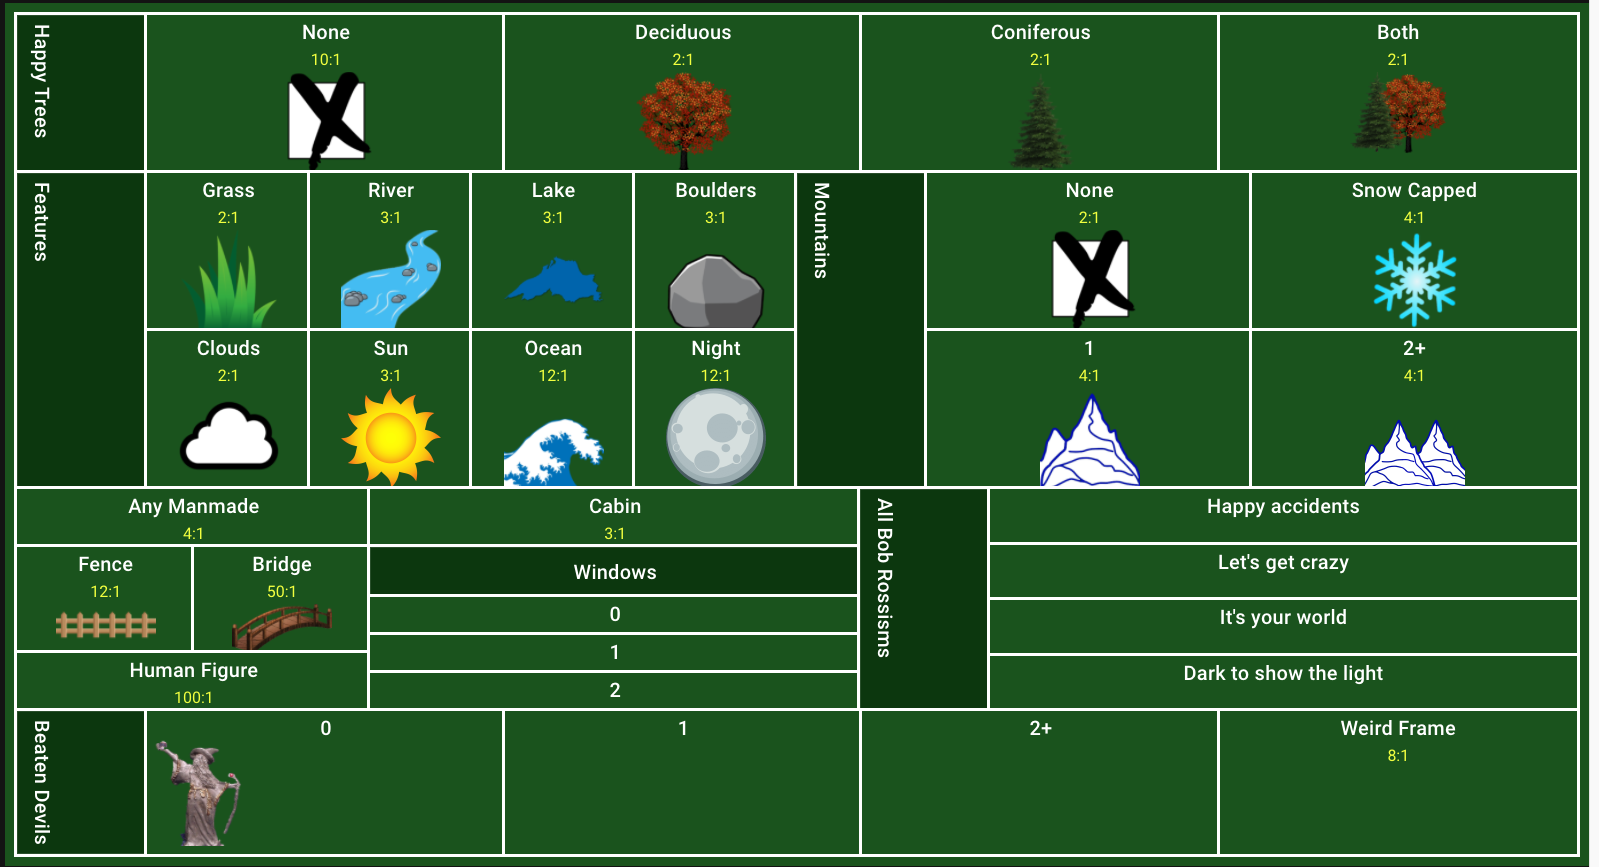 Happy Trees
None
10:1
Deciduous
2:1
Coniferous
2:1
Both
2:1
Features
Grass
2:1
River
3:1
Lake
3:1
Boulders
3:1
Clouds
2:1
Sun
3:1
Ocean
12:1
Night
12:1
Mountains
None
2:1
Snow Capped
4:1
1
4:1
2+
4:1
Any Manmade
4:1
Fence
12:1
Bridge
50:1
Human Figure
100:1
Cabin
3:1
Windows
0
1
2
All Bob Rossisms
Happy accidents
Let's get crazy
It's your world
Dark to show the light
Beaten Devils
0
1
2+
Weird Frame
8:1